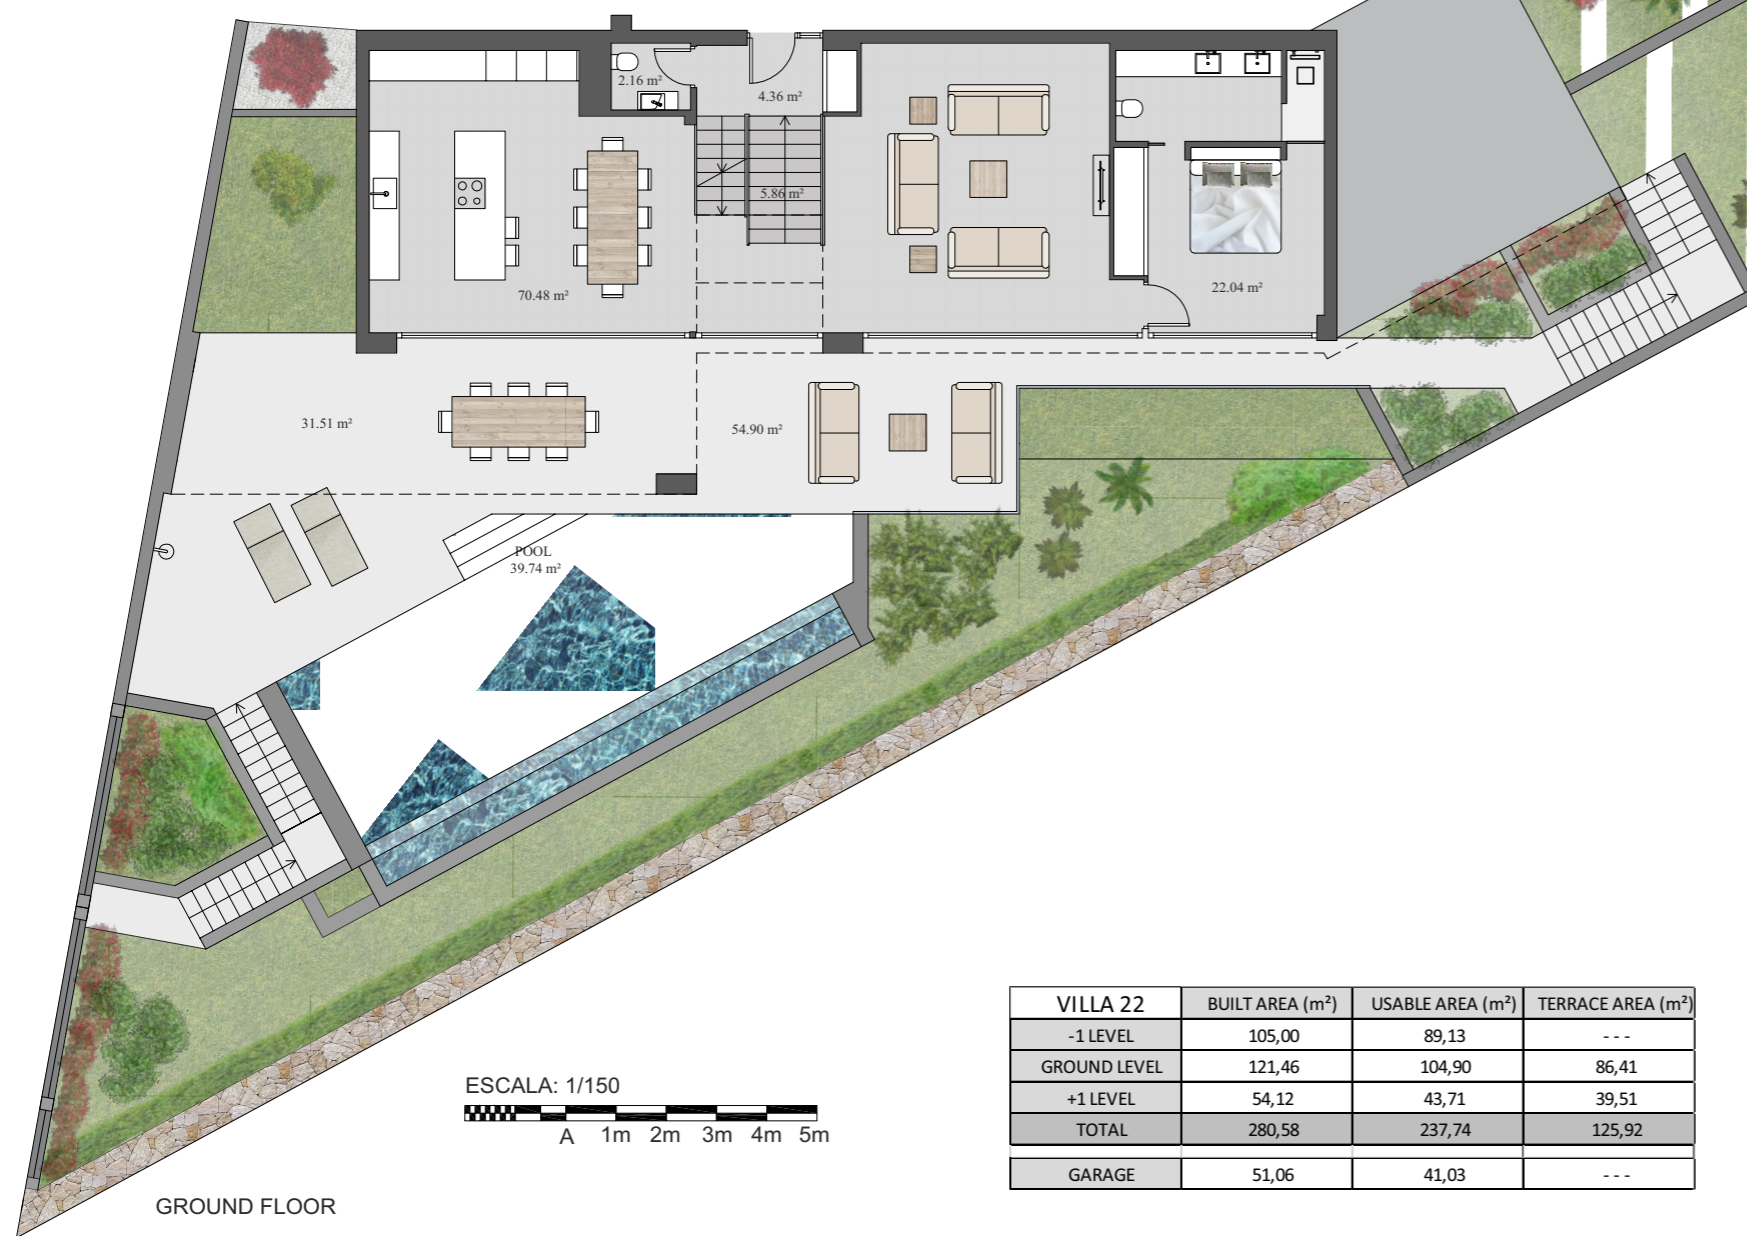 2.16 m²
4.36 m²
5.86 m²
70.48 m²
22.04 m²
31.51 m²
54.90 m²
POOL
39.74 m²
VILLA 22 BUILT AREA (m²) USABLE AREA (m²) TERRACE AREA (m²)
-1 LEVEL 105,00 89,13 - - -
GROUND LEVEL 121,46 104,90 86,41
+1 LEVEL 54,12 43,71 39,51
TOTAL 280,58 237,74 125,92
GARAGE 51,06 41,03 - - -
ESCALA: 1/150
A 1m 2m 3m 4m 5m
GROUND FLOOR